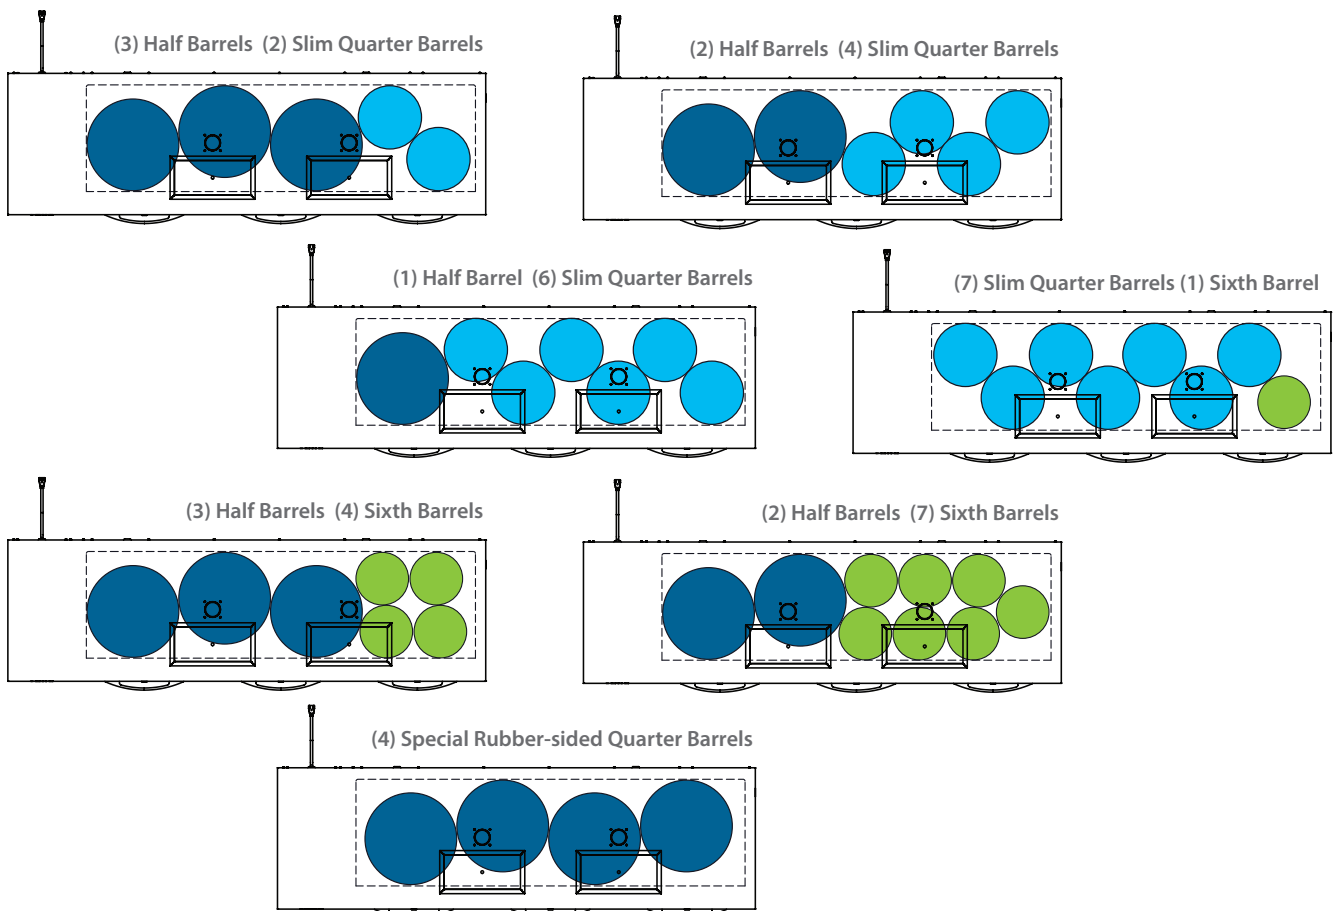 (3) Half Barrels (2) Slim Quarter Barrels
(2) Half Barrels (4) Slim Quarter Barrels
(1) Half Barrel (6) Slim Quarter Barrels
(7) Slim Quarter Barrels (1) Sixth Barrel
(3) Half Barrels (4) Sixth Barrels
(2) Half Barrels (7) Sixth Barrels
(4) Special Rubber-sided Quarter Barrels